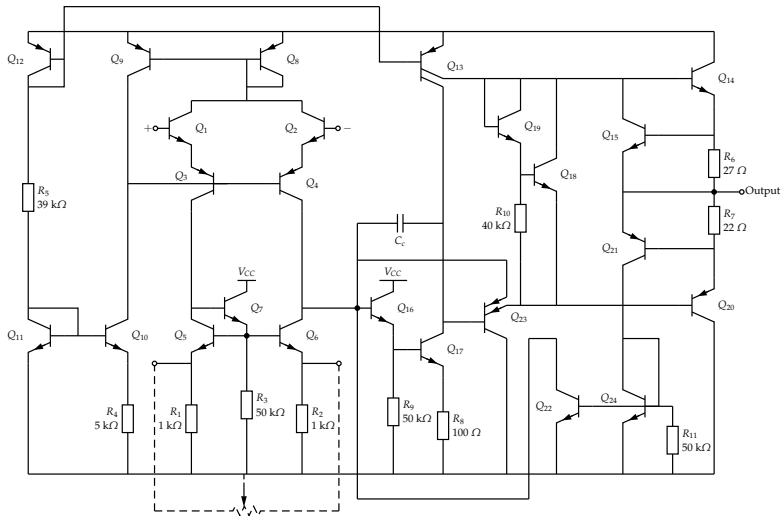 Q12
Q9
Q8
Q13
Q14
+
Q1
Q2
−
Q19
Q15
Q3
Q4
Q18
R6
27 Ω
R5
39 kΩ
Output
R10
40 kΩ
R7
22 Ω
Cc
Q21
VCC
VCC
Q7
Q16
Q23
Q20
Q11
Q10
Q5
Q6
Q17
R4
5 kΩ
R1
1 kΩ
R3
50 kΩ
R2
1 kΩ
R9
50 kΩ
R8
100 Ω
Q22
Q24
R11
50 kΩ